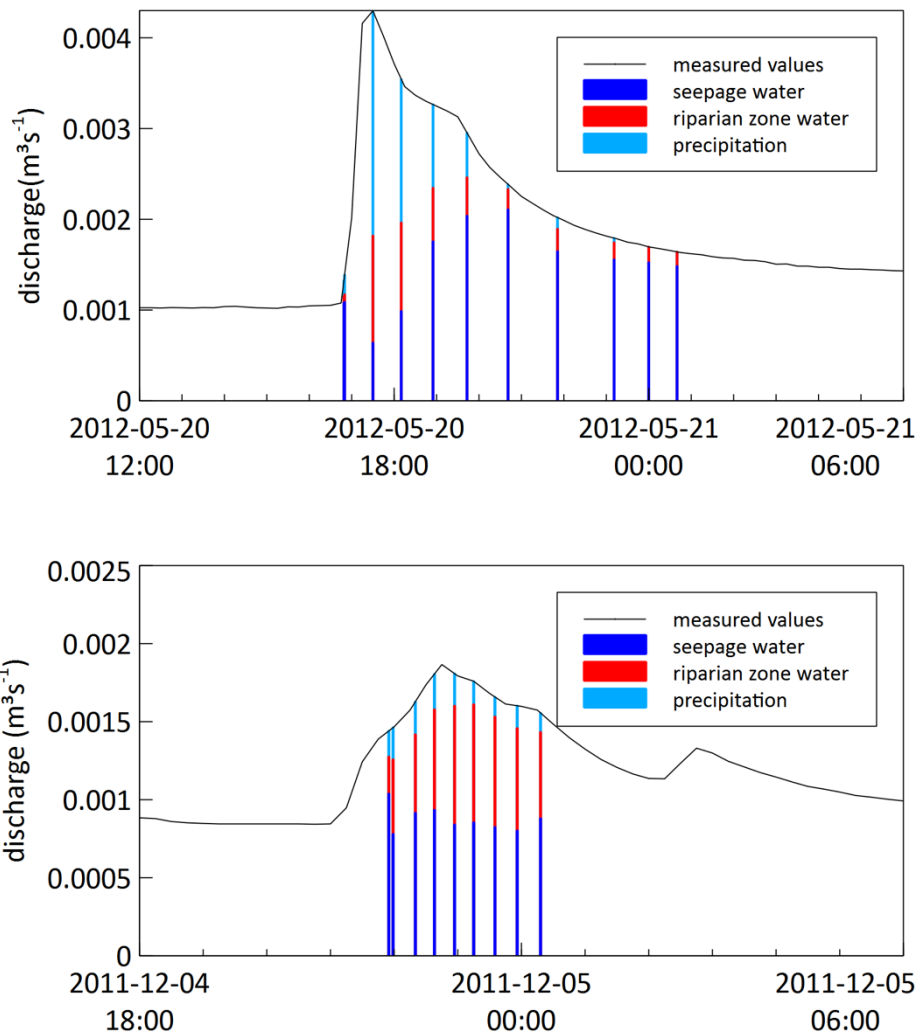 0.004
0.003
0.002
0.001
0
discharge(m³s⁻¹)
measured values
seepage water
riparian zone water
precipitation
2012-05-20 2012-05-20 2012-05-21 2012-05-21
12:00 18:00 00:00 06:00
0.0025
0.002
0.0015
0.001
0.0005
0
discharge (m³s⁻¹)
measured values
seepage water
riparian zone water
precipitation
2011-12-04 2011-12-05 2011-12-05
18:00 00:00 06:00